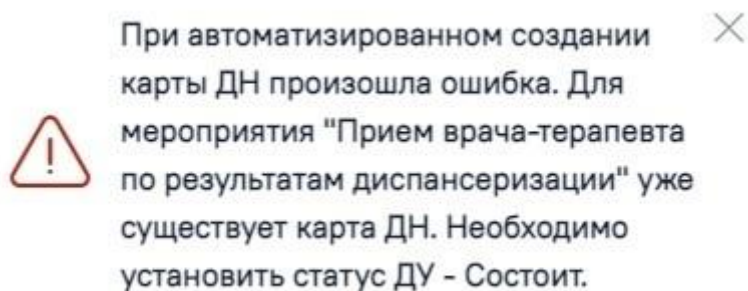 При автоматизированном создании
карты ДН произошла ошибка. Для
мероприятия "Прием врача-терапевта
по результатам диспансеризации" уже
существует карта ДН. Необходимо
установить статус ДУ - Состоит.